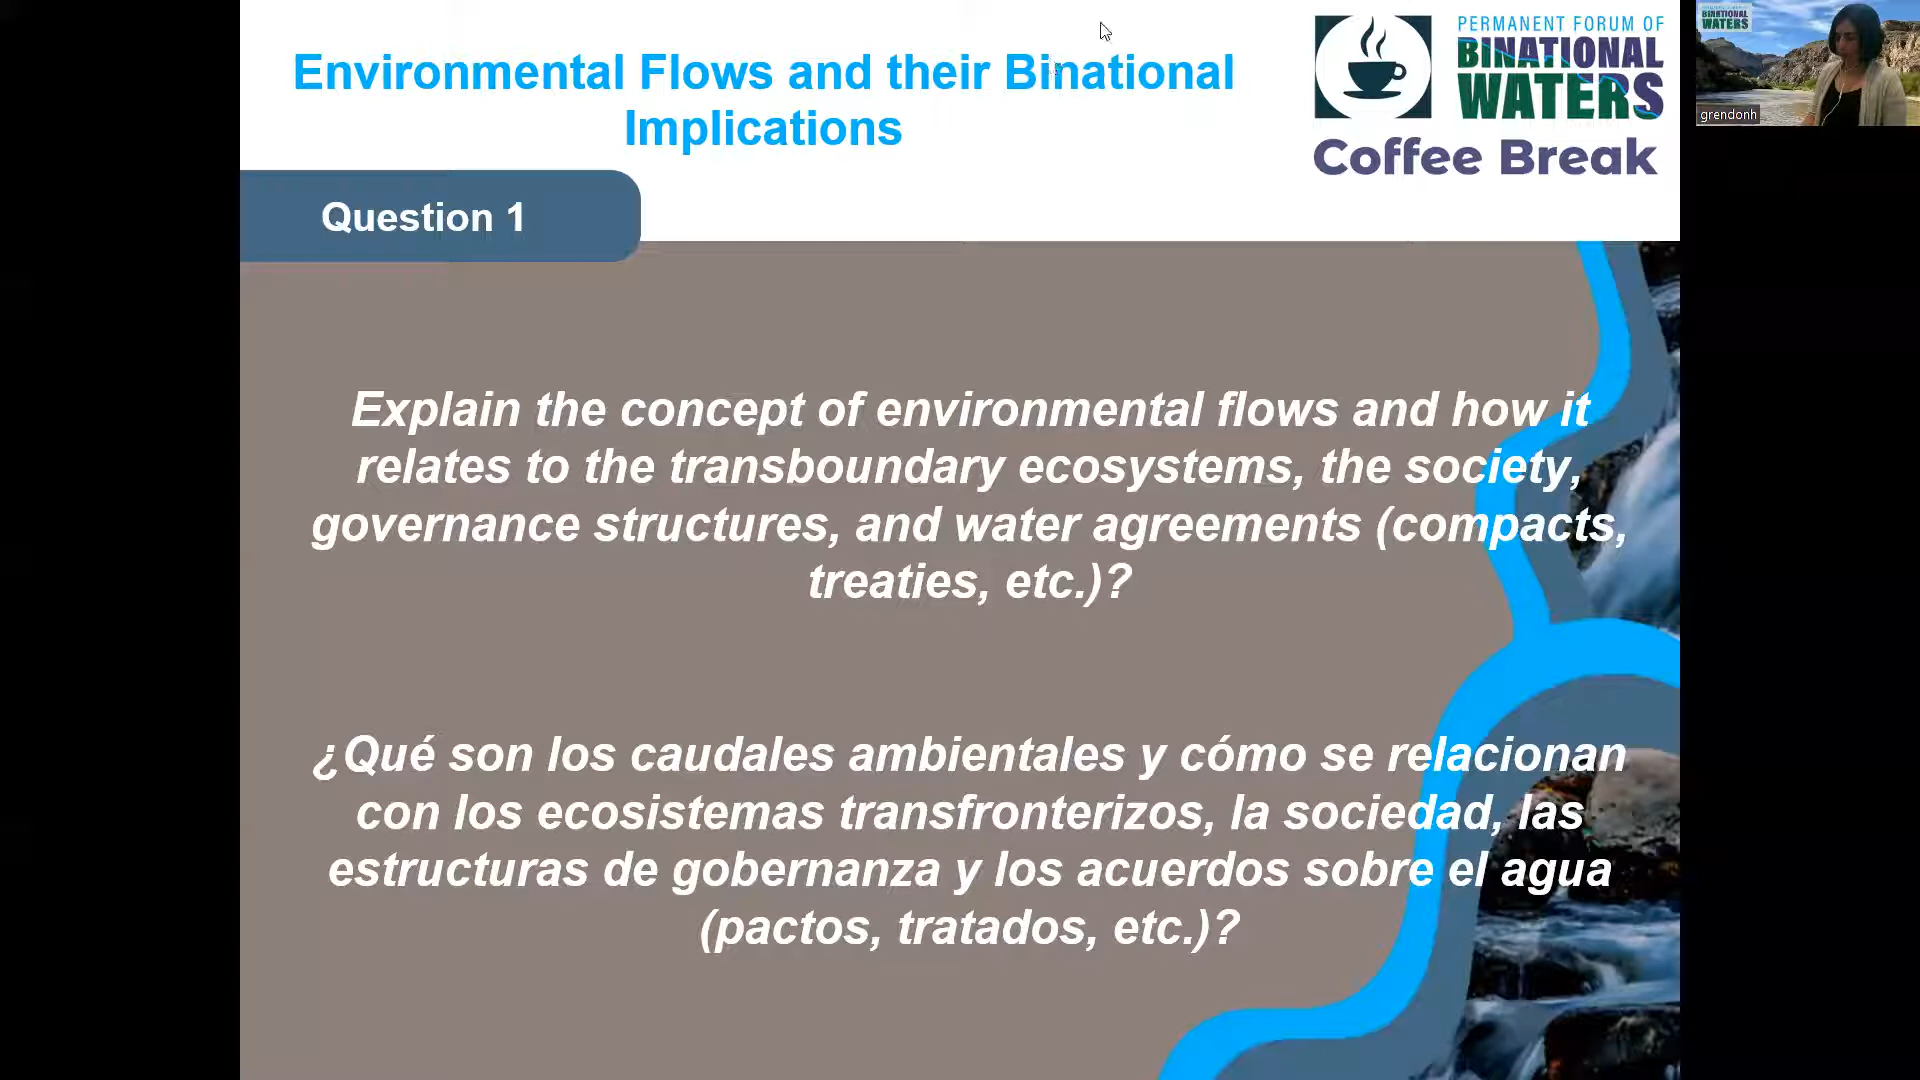 Environmental Flows and their Binational
Implications
PERMANENT FORUM OF
BINATIONAL
WATERS
Coffee Break
BINATIONAL
WATERS
grendonh
Question 1
Explain the concept of environmental flows and how it
relates to the transboundary ecosystems, the society,
governance structures, and water agreements (compacts,
treaties, etc.)?
¿Qué son los caudales ambientales y cómo se relacionan
con los ecosistemas transfronterizos, la sociedad, las
estructuras de gobernanza y los acuerdos sobre el agua
(pactos, tratados, etc.)?